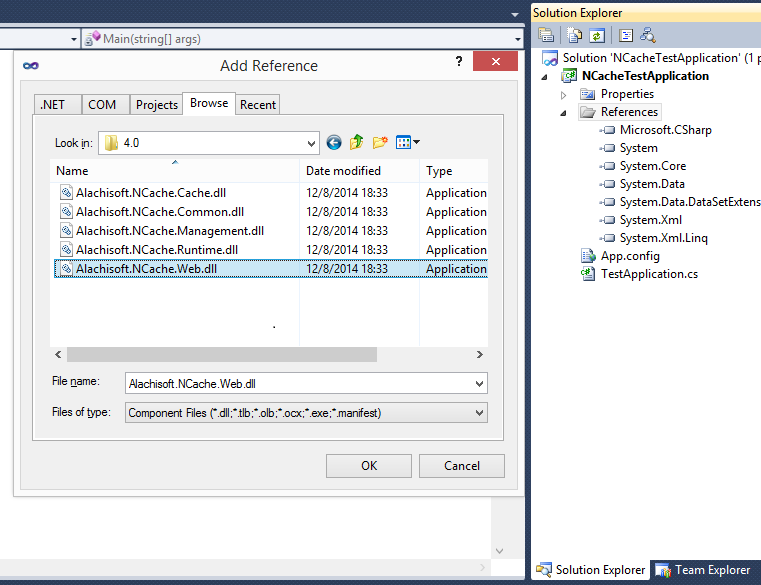 Main(string[] args)
Add Reference
?
.NET COM Projects Browse Recent
Look in: 4.0
Name Date modified Type
Alachisoft.NCache.Cache.dll 12/8/2014 18:33 Application
Alachisoft.NCache.Common.dll 12/8/2014 18:33 Application
Alachisoft.NCache.Management.dll 12/8/2014 18:33 Application
Alachisoft.NCache.Runtime.dll 12/8/2014 18:33 Application
Alachisoft.NCache.Web.dll 12/8/2014 18:33 Application
File name: Alachisoft.NCache.Web.dll
Files of type: Component Files (*.dll;*.tlb;*.olb;*.ocx;*.exe;*.manifest)
OK Cancel
Solution Explorer
Solution 'NCacheTestApplication' (1 p
NCacheTestApplication
Properties
References
Microsoft.CSharp
System
System.Core
System.Data
System.Data.DataSetExtens
System.Xml
System.Xml.Linq
App.config
TestApplication.cs
Solution Explorer Team Explorer